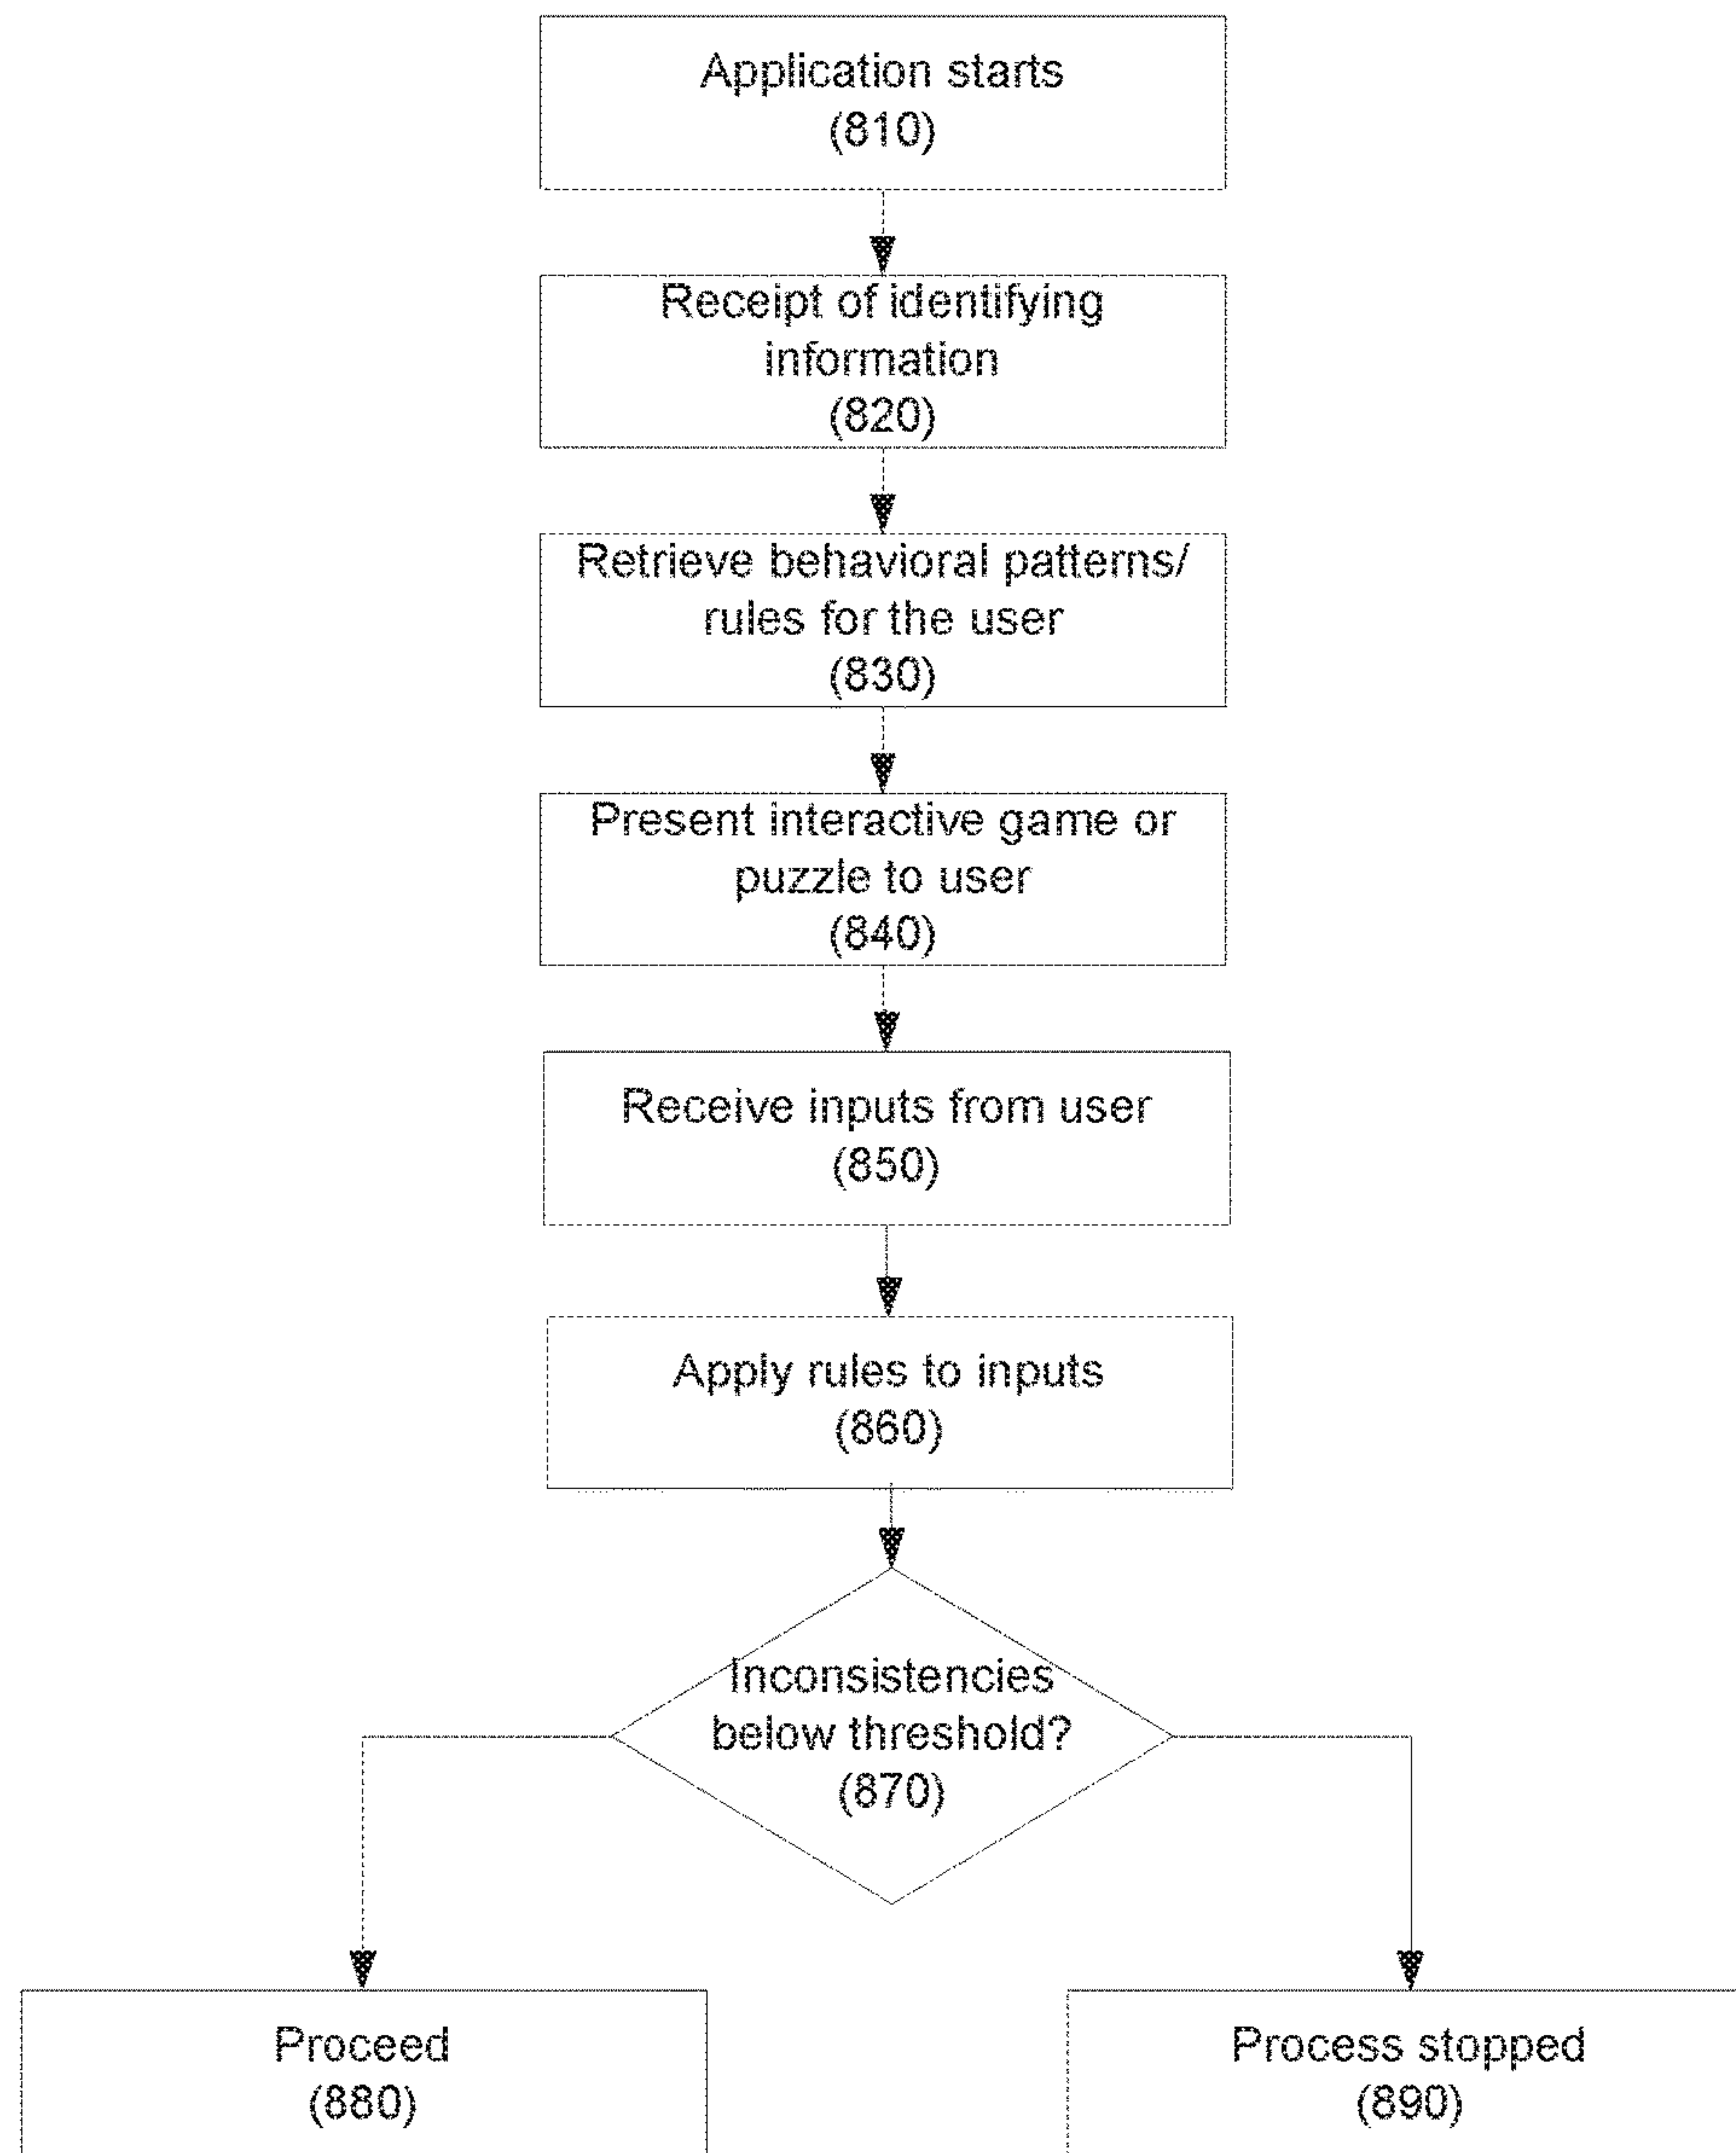 Application starts
(810)
Receipt of identifying
information
(820)
Retrieve behavioral patterns/
rules for the user
(830)
Present interactive game or
puzzle to user
(840)
Receive inputs from user
(850)
Apply rules to inputs
(860)
Inconsistencies
below threshold?
(870)
Proceed
(880)
Process stopped
(890)